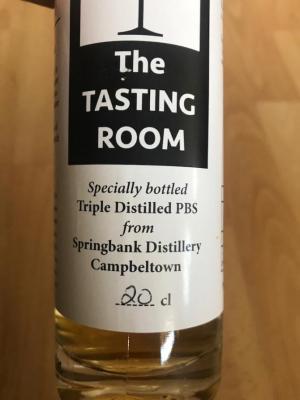 The
TASTING
ROOM
Specially bottled
Triple Distilled PBS
from
Springbank Distillery
Campbeltown
20 cl